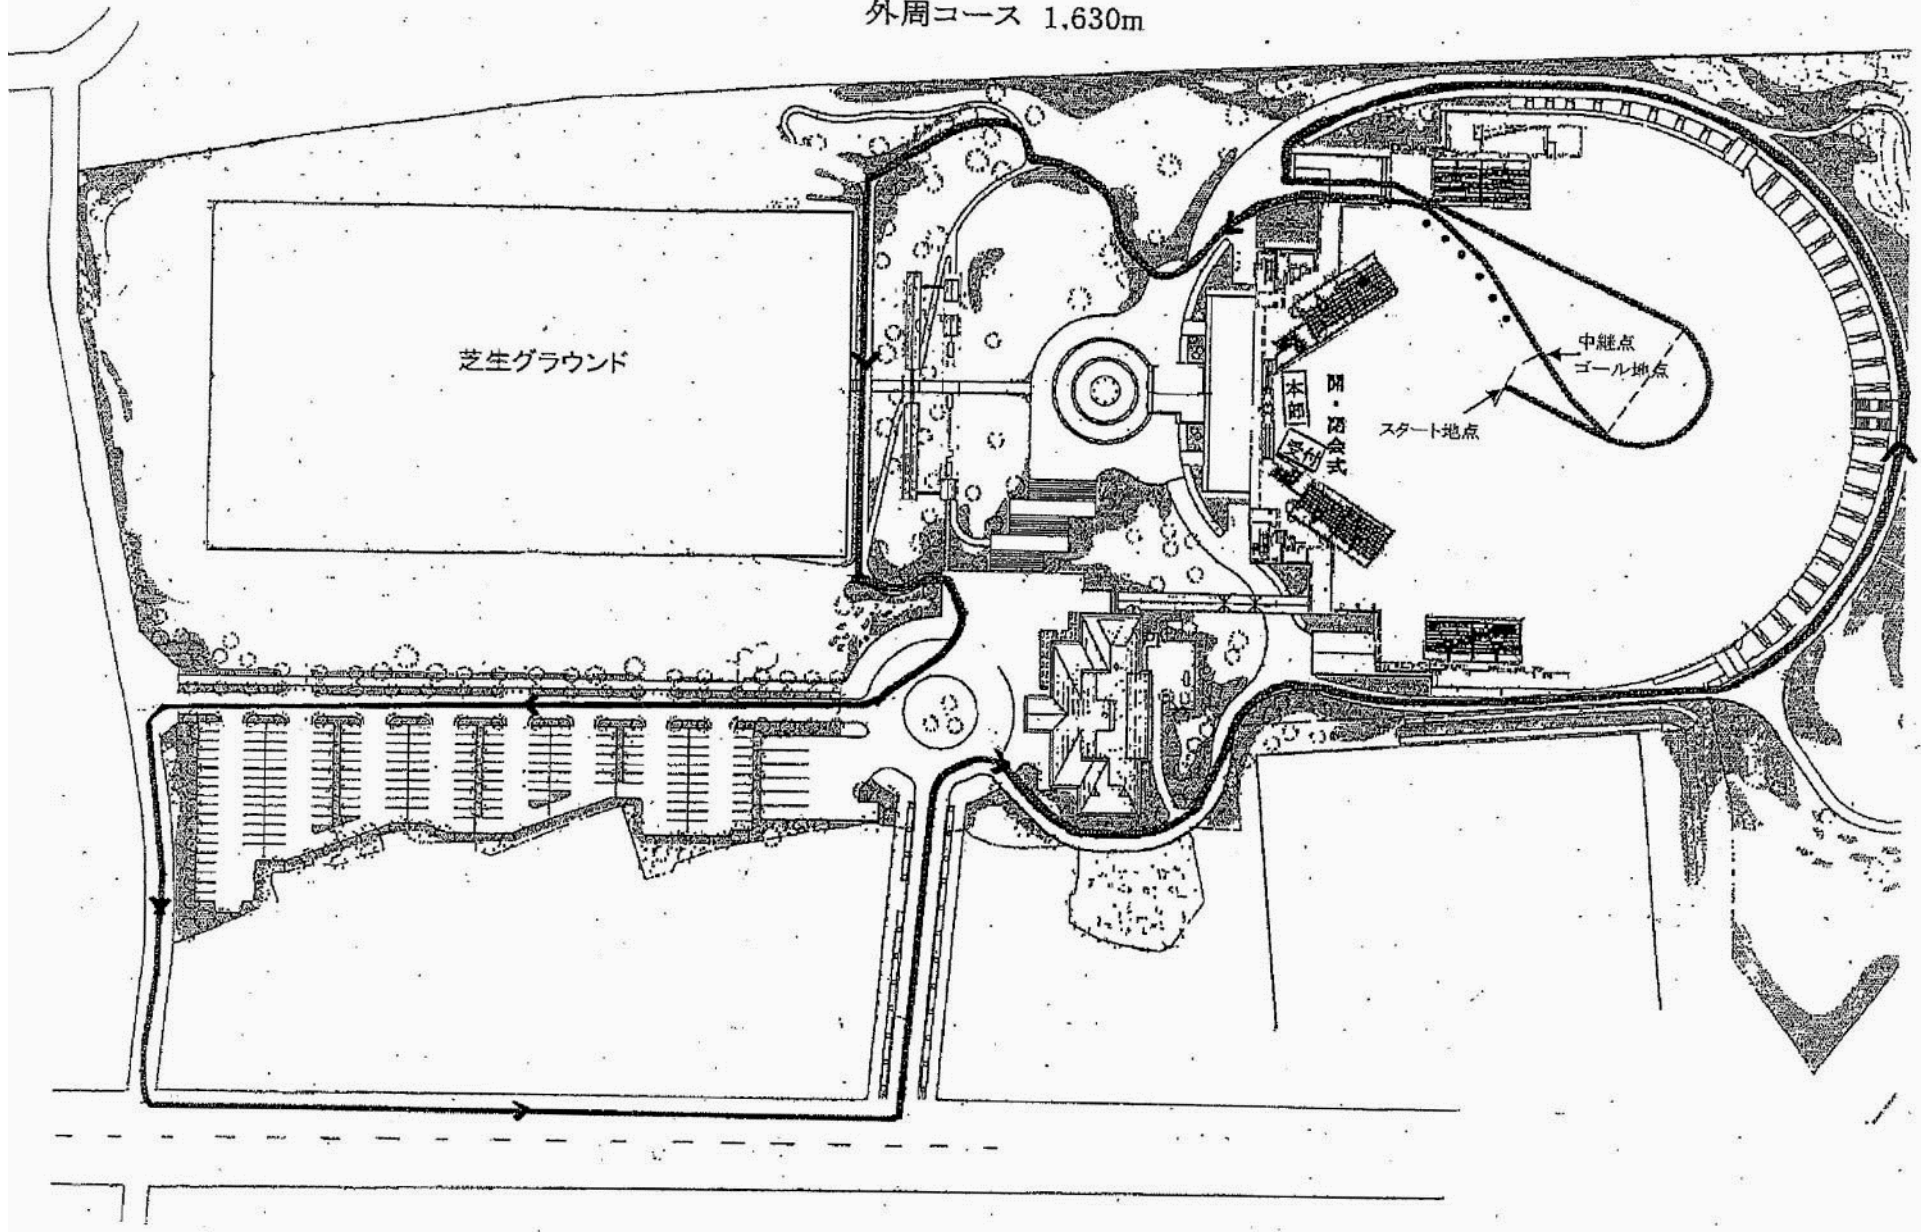 外周コース 1,630m
芝生グラウンド
中継点
ゴール地点
スタート地点
本部
受付
開・閉会式